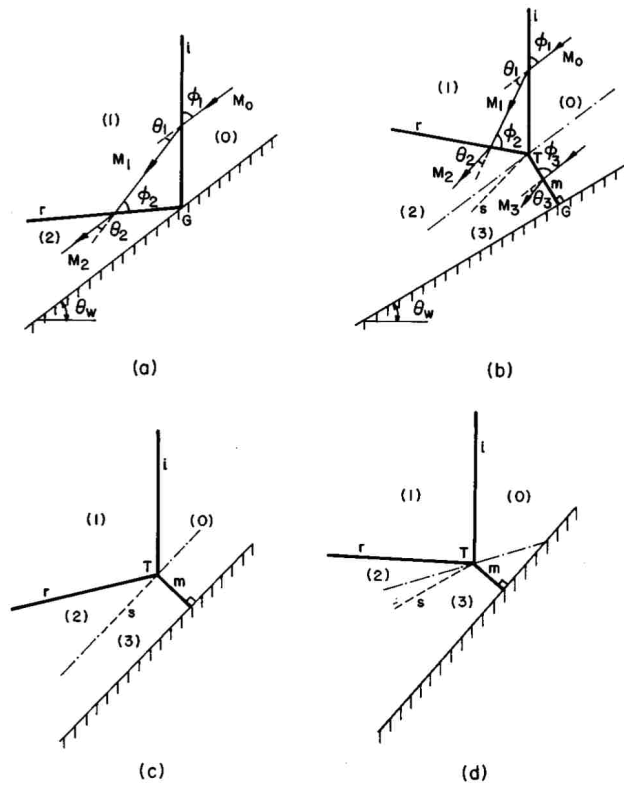 i
ϕ₁
M₀
(1)
θ₁
(0)
M₁
ϕ₂
r
G
(2)
θ₂
M₂
θw
(a)
i
ϕ₁
θ₁
M₀
(1)
M₁
(0)
r
ϕ₂
T
ϕ₃
θ₂
M₂
m
(2)
s
M₃
θ₃
G
(3)
θw
(b)
i
(1)
(0)
T
r
m
(2)
s
(3)
(c)
i
(1)
(0)
r
T
m
(2)
s
(3)
(d)